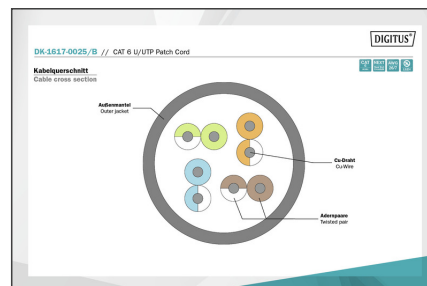 DIGITUS®
DK-1617-0025/B // CAT 6 U/UTP Patch Cord
Kabelquerschnitt
Cable cross section
Außenmantel
Outer jacket
Cu-Draht
Cu-Wire
Adernpaare
Twisted pair